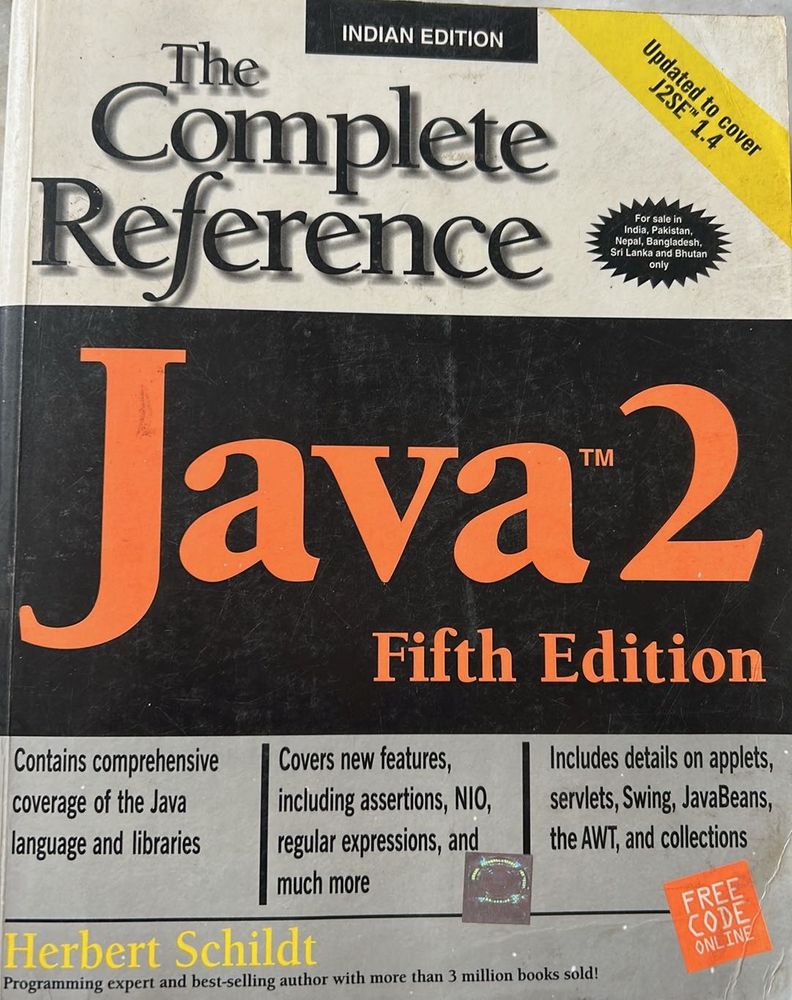 INDIAN EDITION
The
Complete
Reference
Updated to cover
J2SE™ 1.4
For sale in
India, Pakistan,
Nepal, Bangladesh,
Sri Lanka and Bhutan
only
Java™ 2
Fifth Edition
Contains comprehensive
coverage of the Java
language and libraries
Covers new features,
including assertions, NIO,
regular expressions, and
much more
Includes details on applets,
servlets, Swing, JavaBeans,
the AWT, and collections
FREE
CODE
ONLINE
Herbert Schildt
Programming expert and best-selling author with more than 3 million books sold!